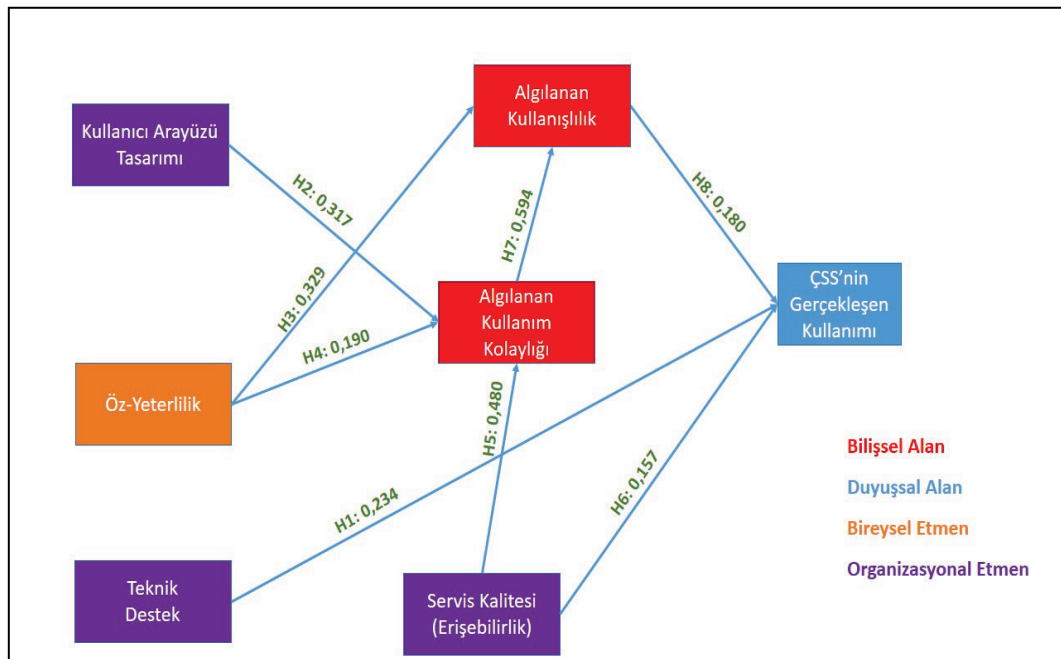 Algılanan
Kullanışlılık
Kullanıcı Arayüzü
Tasarımı
H2: 0,317
H7: 0,594
H8: 0,180
H3: 0,329
Algılanan
Kullanım
Kolaylığı
ÇSS’nin
Gerçekleşen
Kullanımı
H4: 0,190
Öz-Yeterlilik
H5: 0,480
H1: 0,234
H6: 0,157
Bilişsel Alan
Duyuşsal Alan
Bireysel Etmen
Organizasyonal Etmen
Teknik
Destek
Servis Kalitesi
(Erişebilirlik)